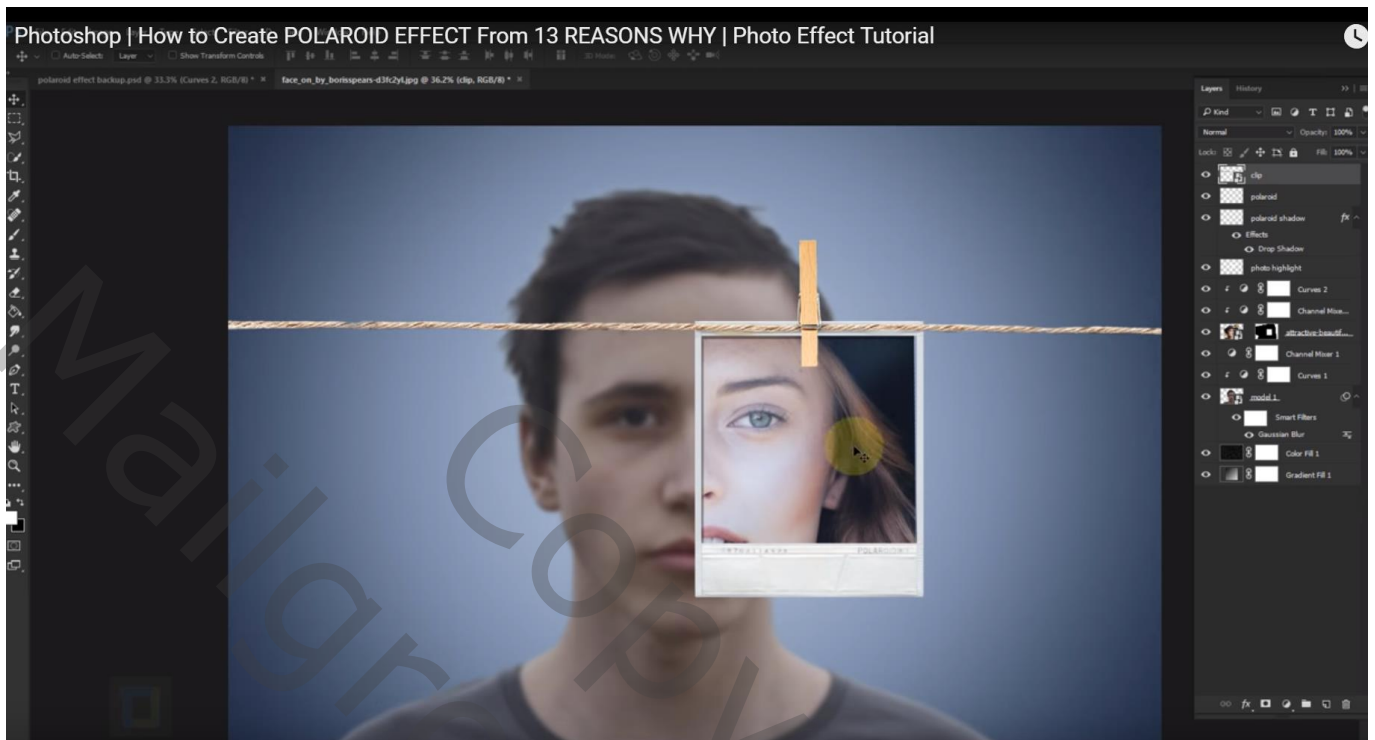 Photoshop | How to Create POLAROID EFFECT From 13 REASONS WHY | Photo Effect Tutorial
Auto-Select: Layer Show Transform Controls 3D Mode:
polaroid effect backup.psd @ 33.3% (Curves 2, RGB/8) * × face_on_by_borisspears-d3fc2yl.jpg @ 36.2% (clip, RGB/8) * ×
Layers History
Kind
Normal Opacity: 100%
Lock: Fill: 100%
clip
polaroid
polaroid shadow fx
Effects
Drop Shadow
photo highlight
Curves 2
Channel Mixe...
attractive-beautif...
Channel Mixer 1
Curves 1
model 1
Smart Filters
Gaussian Blur
Color Fill 1
Gradient Fill 1
fx